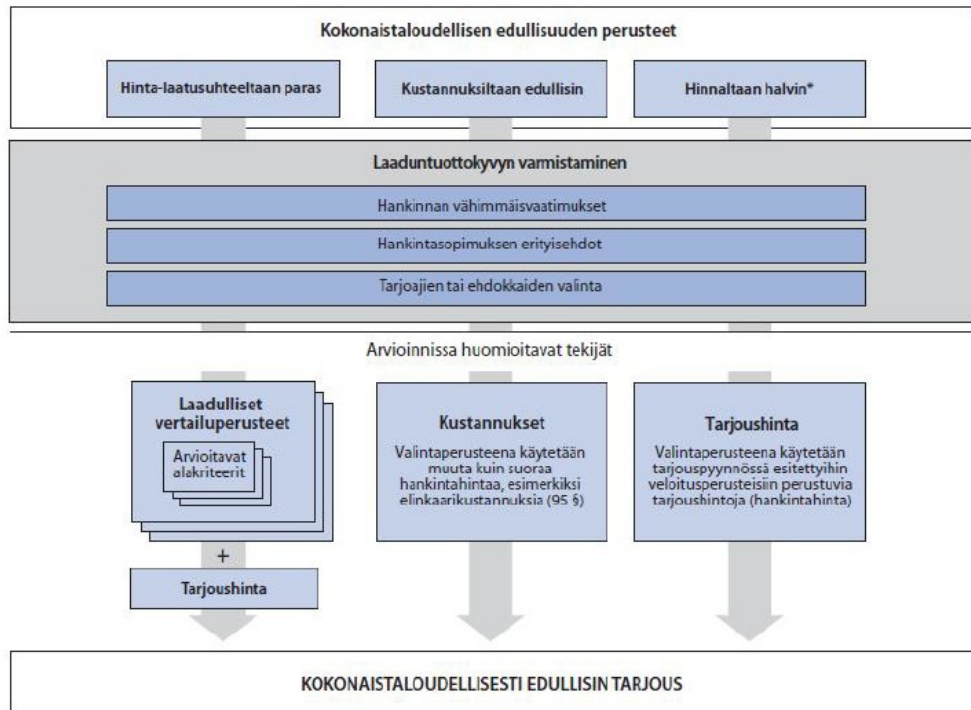 Kokonaistaloudellisen edullisuuden perusteet
Hinta-laatusuhteeltaan paras
Kustannuksiltaan edullisin
Hinnaltaan halvin*
Laaduntuottokyvyn varmistaminen
Hankinnan vähimmäisvaatimukset
Hankintasopimuksen erityisehdot
Tarjoajien tai ehdokkaiden valinta
Arvioinnissa huomioitavat tekijät
Laadulliset
vertailuperusteet
Arvioitavat
alakriteerit
+
Tarjoushinta
Kustannukset
Valintaperusteena käytetään
muuta kuin suoraa
hankintahintaa, esimerkiksi
elinkaarikustannuksia (95 §)
Tarjoushinta
Valintaperusteena käytetään
tarjouspyynnössä esitettyihin
veloitusperusteisiin perustuvia
tarjoushintoja (hankintahinta)
KOKONAISTALOUDELLISESTI EDULLISIN TARJOUS